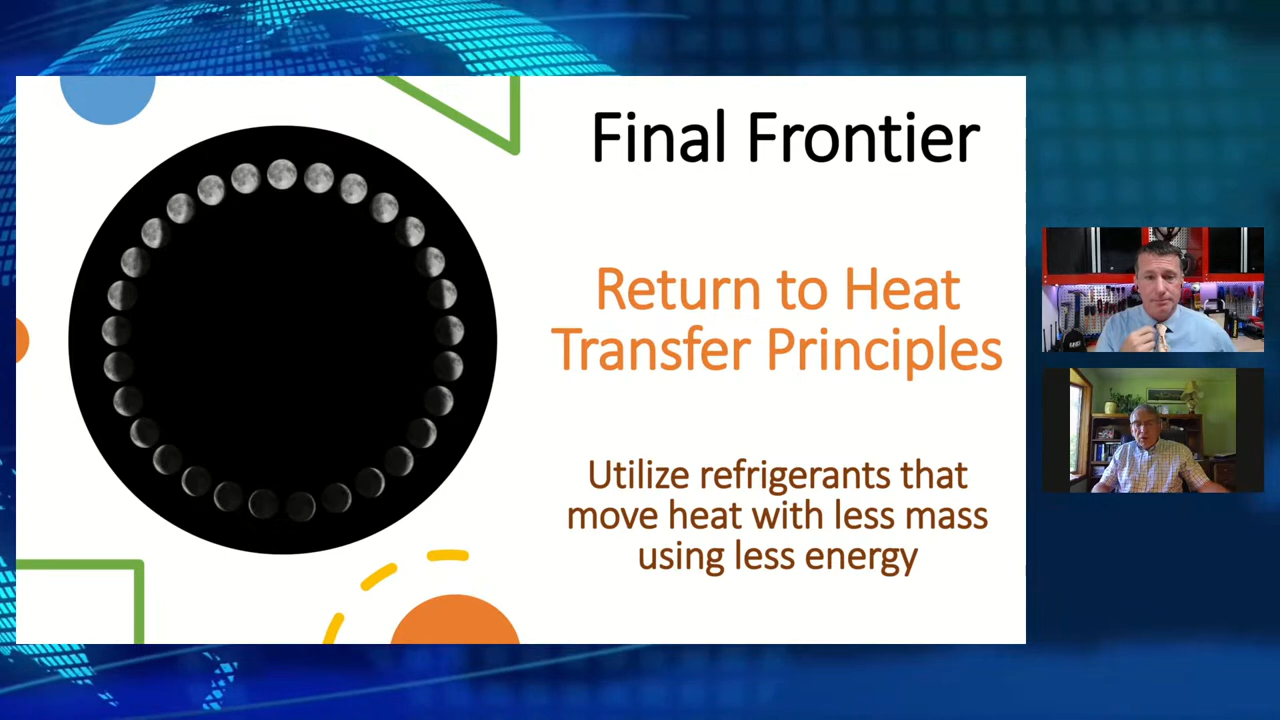 Final Frontier
Return to Heat
Transfer Principles
Utilize refrigerants that
move heat with less mass
using less energy